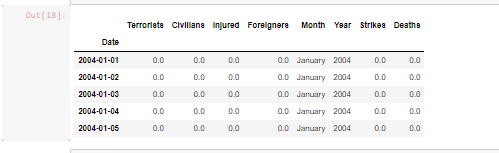 Out[18]:
Terrorists Civilians Injured Foreigners Month Year Strikes Deaths
Date
2004-01-01 0.0 0.0 0.0 0.0 January 2004 0.0 0.0
2004-01-02 0.0 0.0 0.0 0.0 January 2004 0.0 0.0
2004-01-03 0.0 0.0 0.0 0.0 January 2004 0.0 0.0
2004-01-04 0.0 0.0 0.0 0.0 January 2004 0.0 0.0
2004-01-05 0.0 0.0 0.0 0.0 January 2004 0.0 0.0